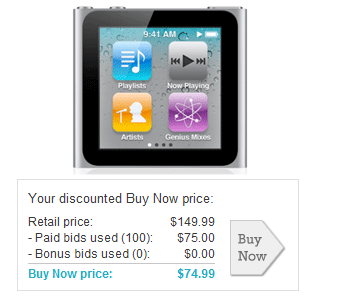 9:41 AM
Playlists Now Playing
Artists Genius Mixes
Your discounted Buy Now price:
Retail price: $149.99
- Paid bids used (100): $75.00
- Bonus bids used (0): $0.00
Buy Now price: $74.99
Buy
Now